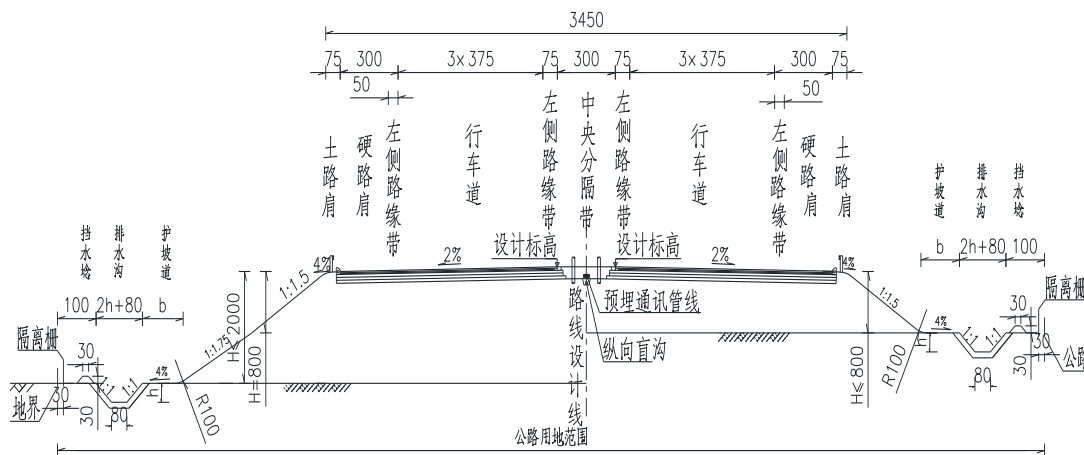 3450
75 300 3x375 75 300 75 3x375 300 75
50 50
土路肩
硬路肩
左侧路缘带
行车道
左侧路缘带
中央分隔带
左侧路缘带
行车道
左侧路缘带
硬路肩
土路肩
挡水埝
排水沟
护坡道
护坡道
排水沟
挡水埝
设计标高 设计标高
4% 2% 2% 4%
b 2h+80 100
100 2h+80 b
1:1.5
1:1.75
H≤2000
H=800
路线设计线
预埋通讯管线
纵向盲沟
1:1.5
H≤800
隔离栅
30
30
1:1 1:1
4%
h
80
30
地界
R100
隔离栅
30
30
1:1 1:1
4%
h
80
30
公路
R100
公路用地范围